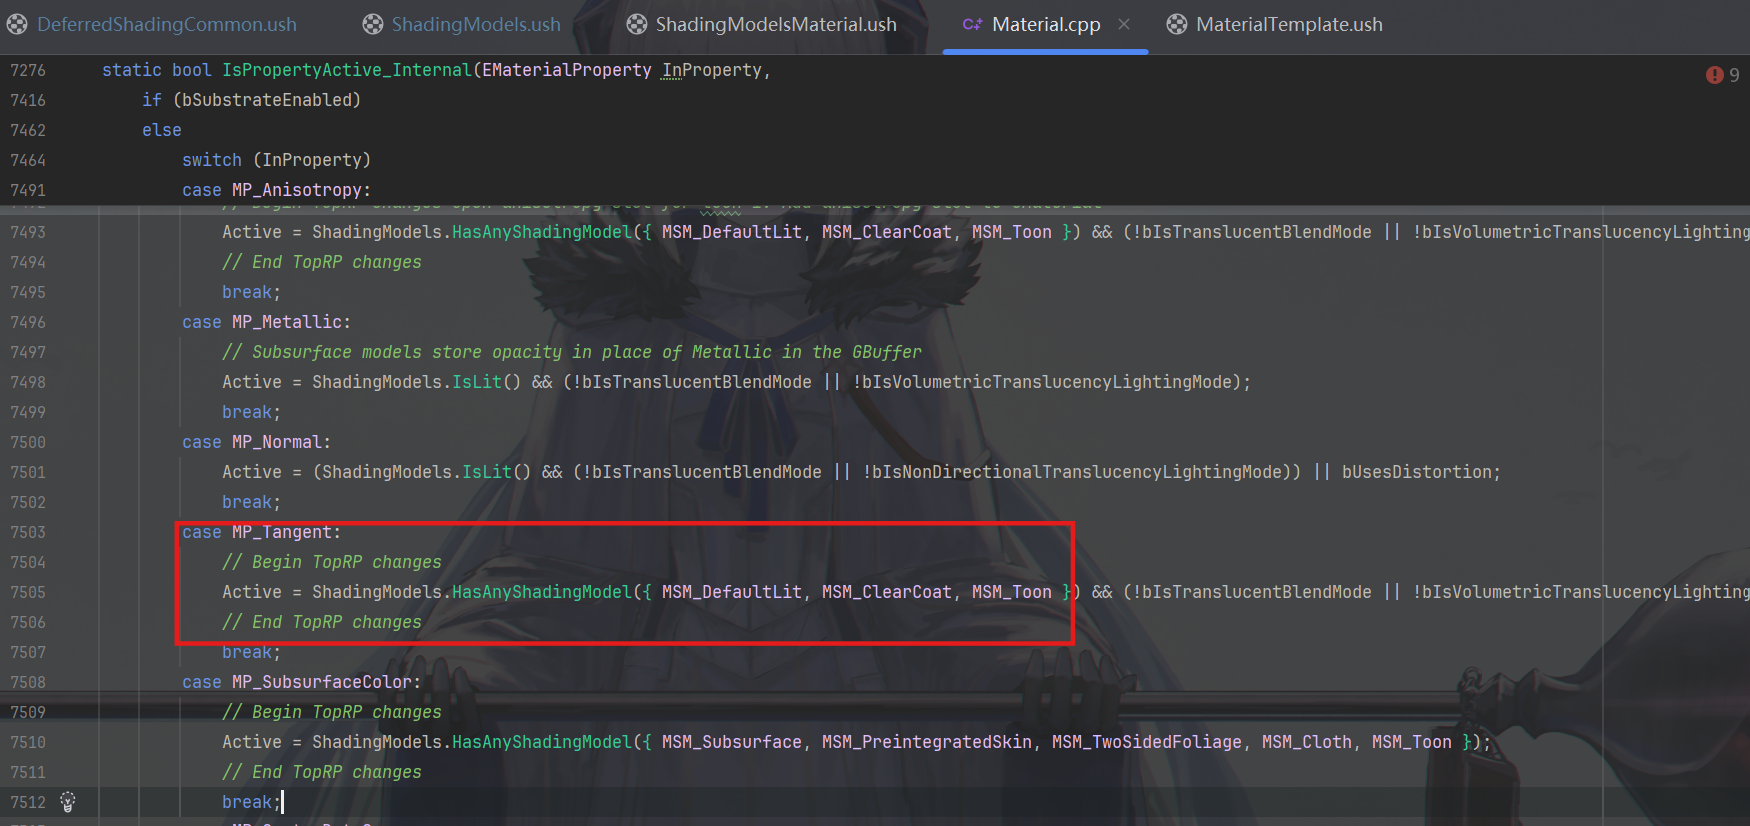 DeferredShadingCommon.ush ShadingModels.ush ShadingModelsMaterial.ush C+ Material.cpp × MaterialTemplate.ush
7276 static bool IsPropertyActive_Internal(EMaterialProperty InProperty, 9
7416 if (bSubstrateEnabled)
7462 else
7464 switch (InProperty)
7491 case MP_Anisotropy:
7493 Active = ShadingModels.HasAnyShadingModel({ MSM_DefaultLit, MSM_ClearCoat, MSM_Toon }) && (!bIsTranslucentBlendMode || !bIsVolumetricTranslucencyLighting
7494 // End TopRP changes
7495 break;
7496 case MP_Metallic:
7497 // Subsurface models store opacity in place of Metallic in the GBuffer
7498 Active = ShadingModels.IsLit() && (!bIsTranslucentBlendMode || !bIsVolumetricTranslucencyLightingMode);
7499 break;
7500 case MP_Normal:
7501 Active = (ShadingModels.IsLit() && (!bIsTranslucentBlendMode || !bIsNonDirectionalTranslucencyLightingMode)) || bUsesDistortion;
7502 break;
7503 case MP_Tangent:
7504 // Begin TopRP changes
7505 Active = ShadingModels.HasAnyShadingModel({ MSM_DefaultLit, MSM_ClearCoat, MSM_Toon }) && (!bIsTranslucentBlendMode || !bIsVolumetricTranslucencyLighting
7506 // End TopRP changes
7507 break;
7508 case MP_SubsurfaceColor:
7509 // Begin TopRP changes
7510 Active = ShadingModels.HasAnyShadingModel({ MSM_Subsurface, MSM_PreintegratedSkin, MSM_TwoSidedFoliage, MSM_Cloth, MSM_Toon });
7511 // End TopRP changes
7512 break;